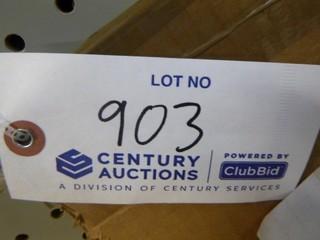 LOT NO
903
CENTURY AUCTIONS
POWERED BY
ClubBid
A DIVISION OF CENTURY SERVICES